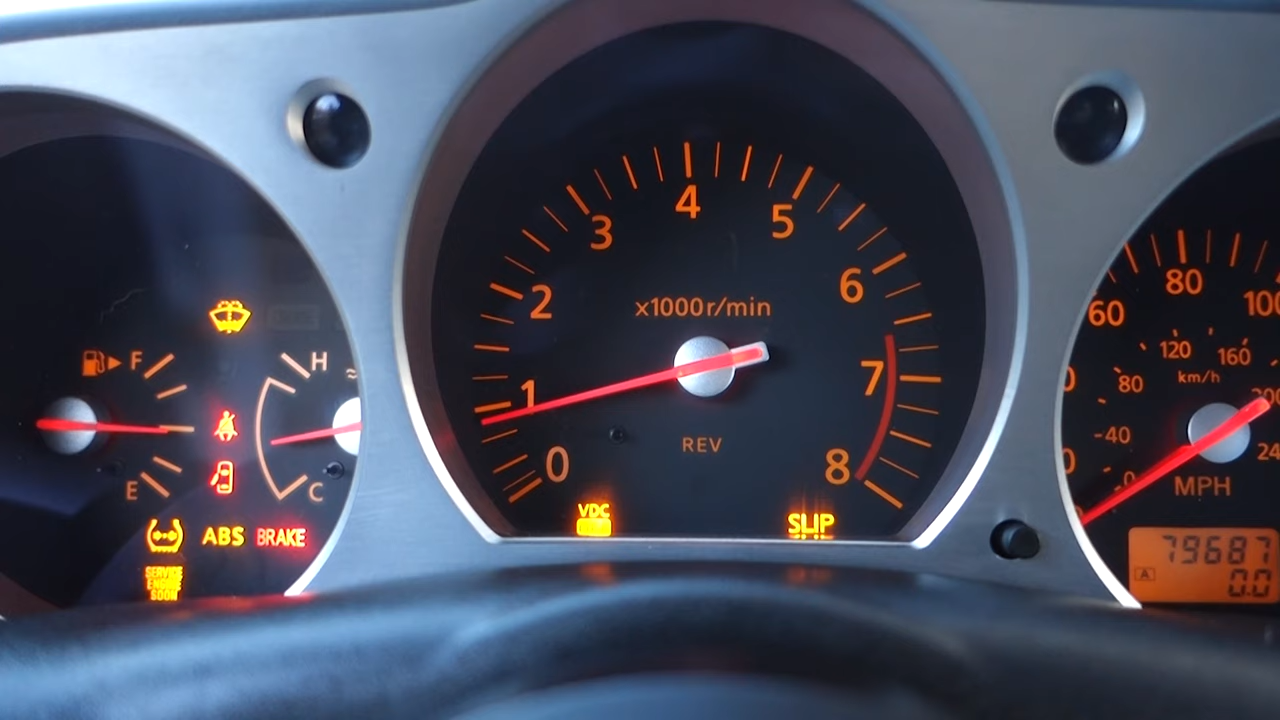 F
E
H
C
ABS
BRAKE
SERVICE
ENGINE
SOON
0
1
2
3
4
5
6
7
8
x1000r/min
REV
VDC
SLIP
60
80
100
120
160
80
km/h
40
0
MPH
79687
A
0.0